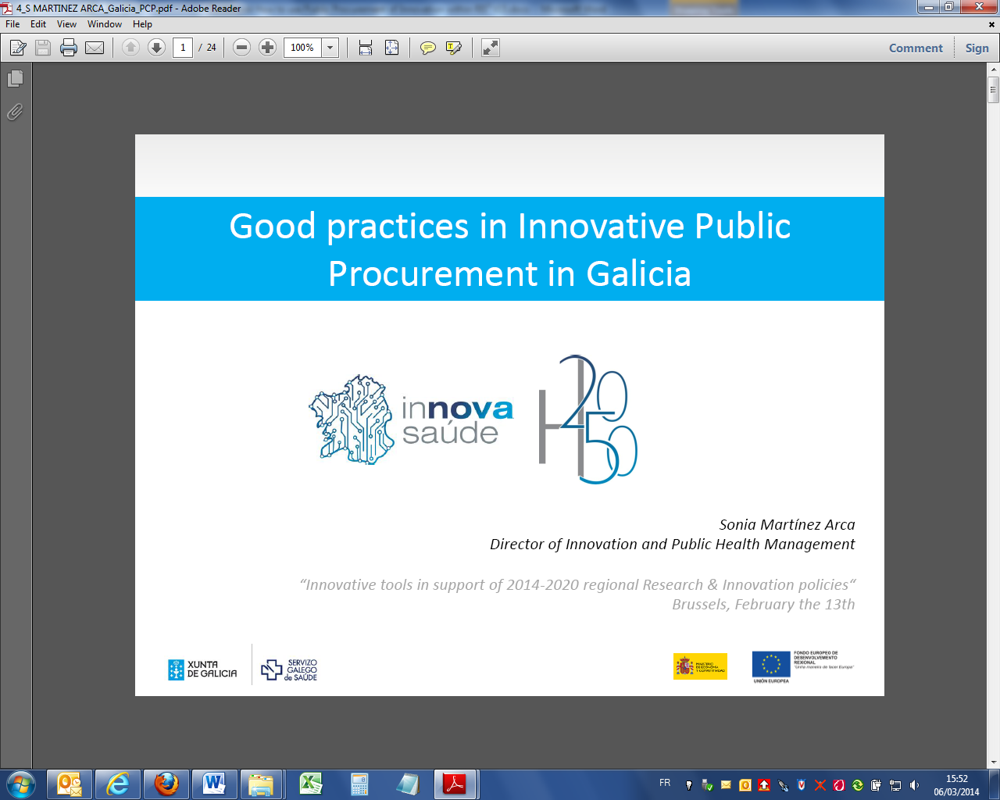 4_S MARTINEZ ARCA_Galicia_PCP.pdf - Adobe Reader
File Edit View Window Help
1 / 24 100% Comment Sign
Good practices in Innovative Public
Procurement in Galicia
innova
saúde
H2050
Sonia Martínez Arca
Director of Innovation and Public Health Management
“Innovative tools in support of 2014-2020 regional Research & Innovation policies“
Brussels, February the 13th
XUNTA
DE GALICIA
SERVIZO
GALEGO
de SAÚDE
MINISTERIO
DE ECONOMÍA
Y COMPETITIVIDAD
FONDO EUROPEO DE
DESENVOLVEMENTO
REXIONAL
"Unha maneira de facer Europa"
UNIÓN EUROPEA
FR
15:52
06/03/2014